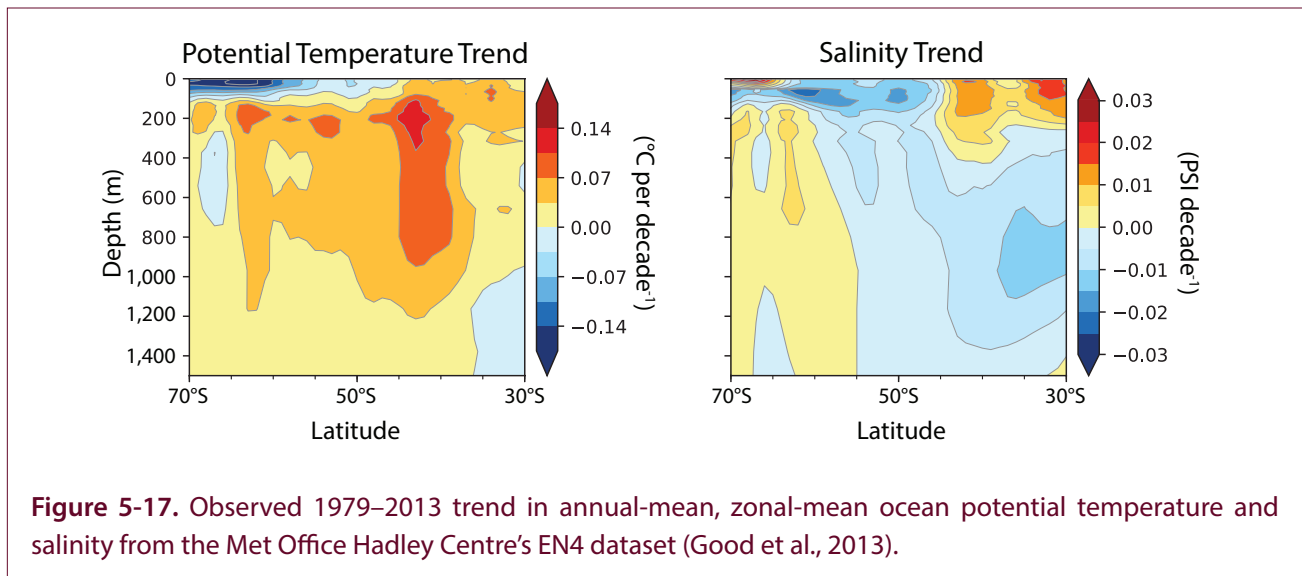 Potential Temperature Trend
0
200
400
600
800
1,000
1,200
1,400
Depth (m)
70°S
50°S
30°S
Latitude
0.14
0.07
0.00
−0.07
−0.14
(°C per decade)
Salinity Trend
70°S
50°S
30°S
Latitude
0.03
0.02
0.01
0.00
−0.01
−0.02
−0.03
(PSI decade⁻¹)
Figure 5-17. Observed 1979–2013 trend in annual-mean, zonal-mean ocean potential temperature and
salinity from the Met Office Hadley Centre's EN4 dataset (Good et al., 2013).